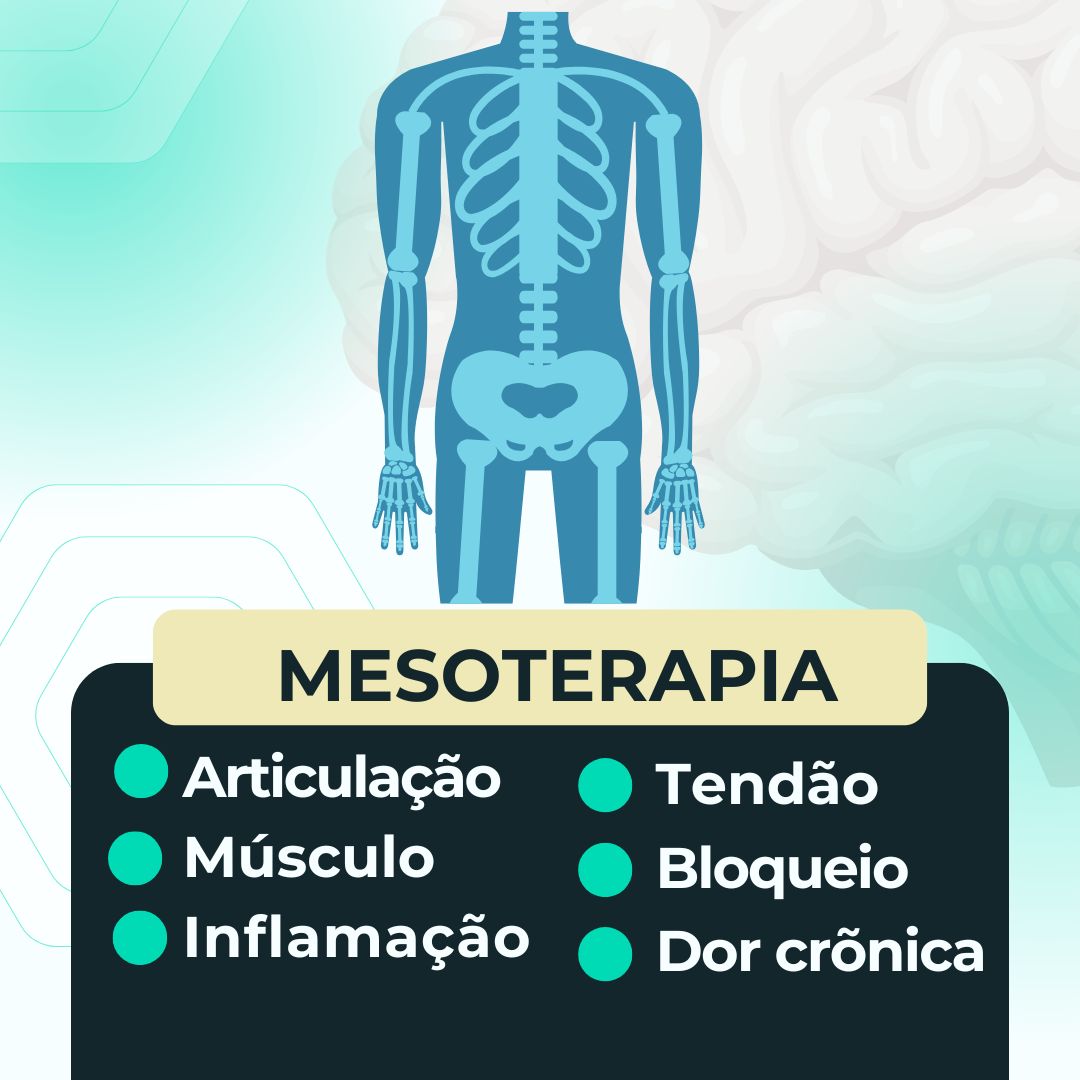 MESOTERAPIA
Articulação
Músculo
Inflamação
Tendão
Bloqueio
Dor crõnica